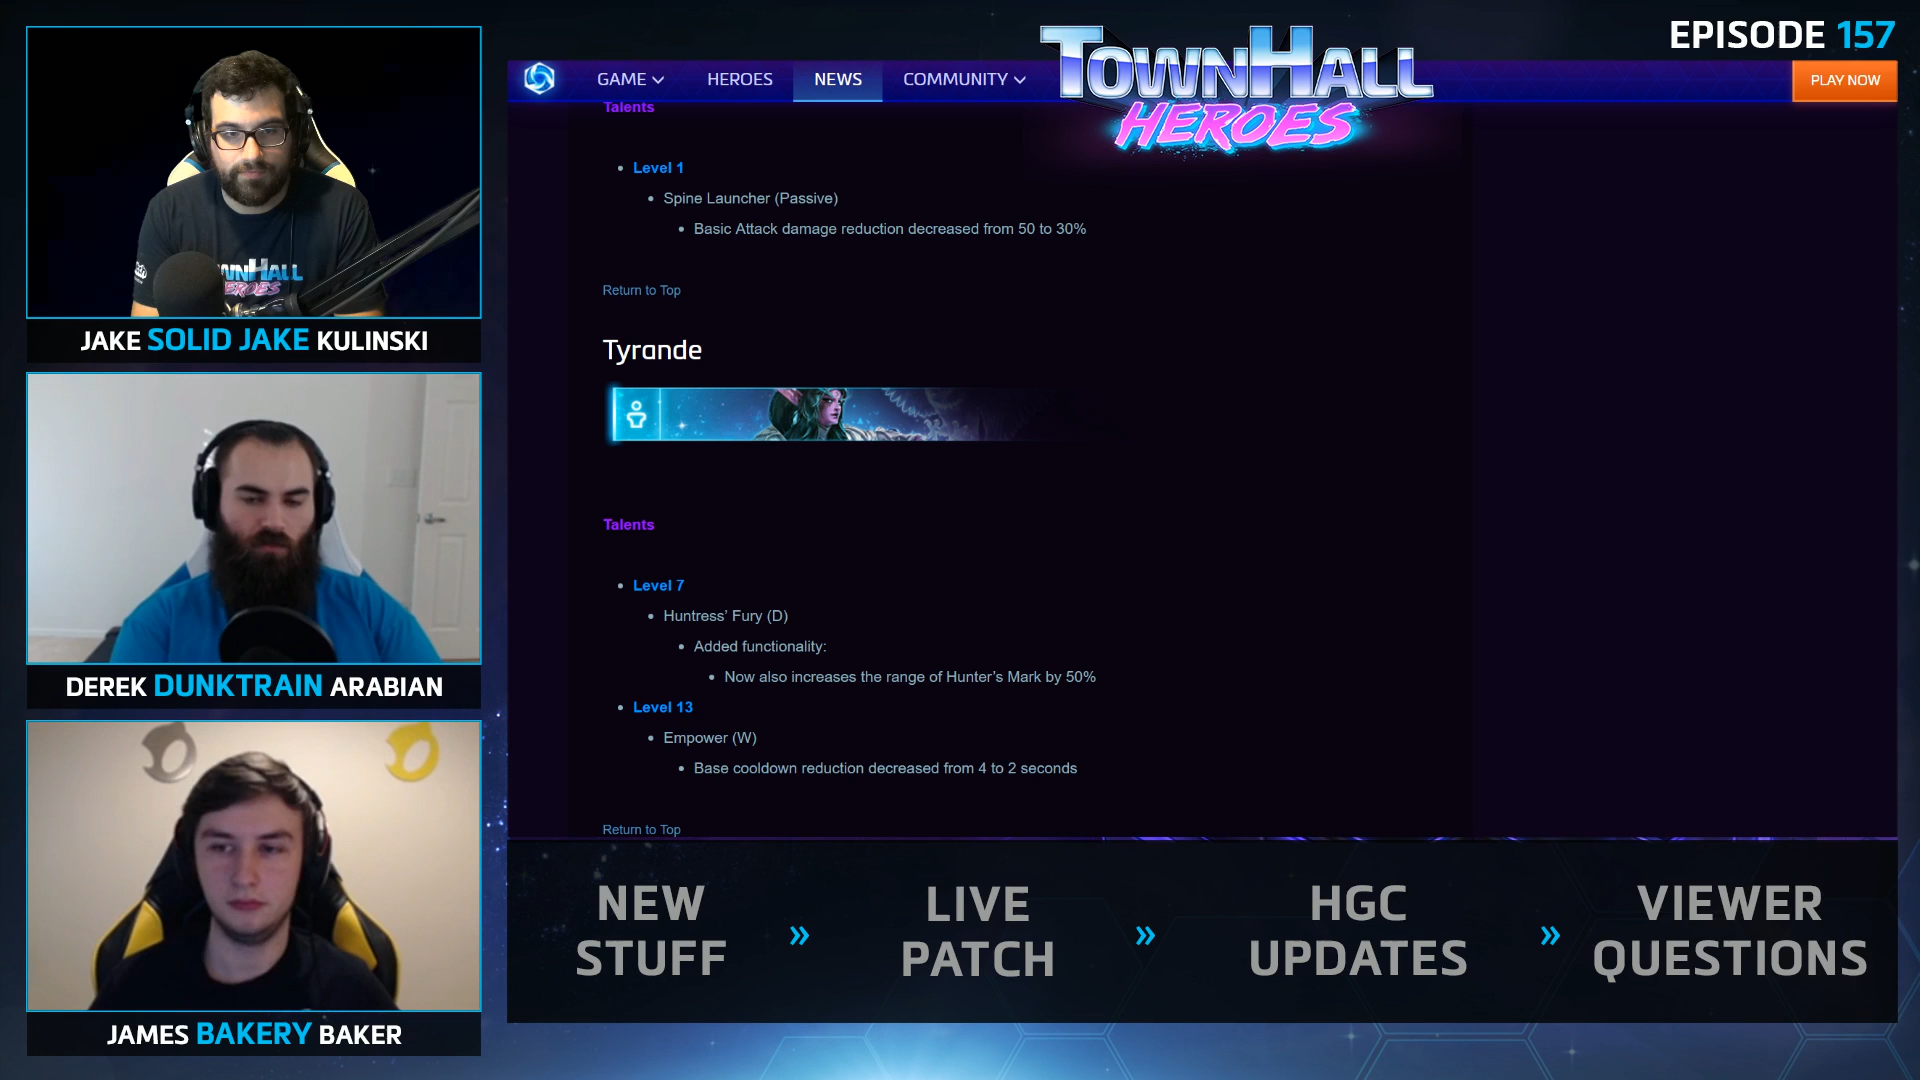 EPISODE 157
TOWNHALL
HEROES
GAME
HEROES
NEWS
COMMUNITY
PLAY NOW
Talents
Level 1
Spine Launcher (Passive)
Basic Attack damage reduction decreased from 50 to 30%
Return to Top
Tyrande
Talents
Level 7
Huntress’ Fury (D)
Added functionality:
Now also increases the range of Hunter’s Mark by 50%
Level 13
Empower (W)
Base cooldown reduction decreased from 4 to 2 seconds
Return to Top
JAKE SOLID JAKE KULINSKI
DEREK DUNKTRAIN ARABIAN
JAMES BAKERY BAKER
NEW STUFF
»
LIVE PATCH
»
HGC UPDATES
»
VIEWER QUESTIONS